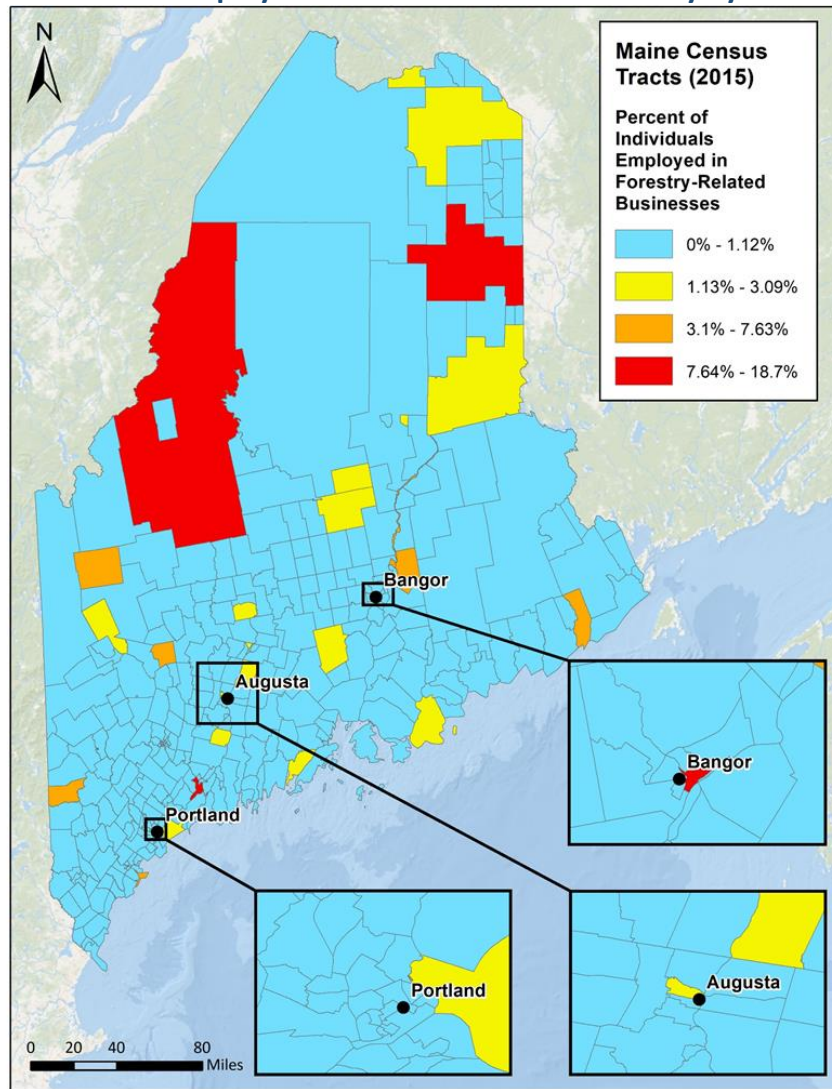 N
Maine Census
Tracts (2015)
Percent of
Individuals
Employed in
Forestry-Related
Businesses
0% - 1.12%
1.13% - 3.09%
3.1% - 7.63%
7.64% - 18.7%
Bangor
Augusta
Portland
Bangor
Portland
Augusta
0 20 40 80
Miles